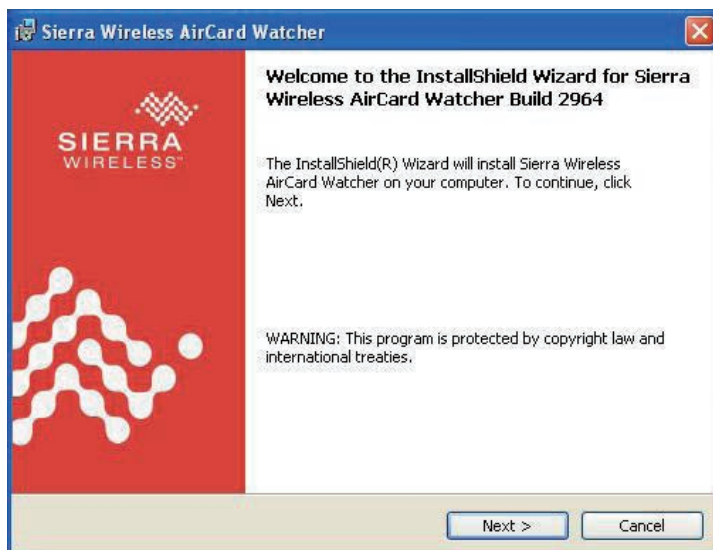 Sierra Wireless AirCard Watcher
SIERRA
WIRELESS™
Welcome to the InstallShield Wizard for Sierra
Wireless AirCard Watcher Build 2964
The InstallShield(R) Wizard will install Sierra Wireless
AirCard Watcher on your computer. To continue, click
Next.
WARNING: This program is protected by copyright law and
international treaties.
Next >
Cancel